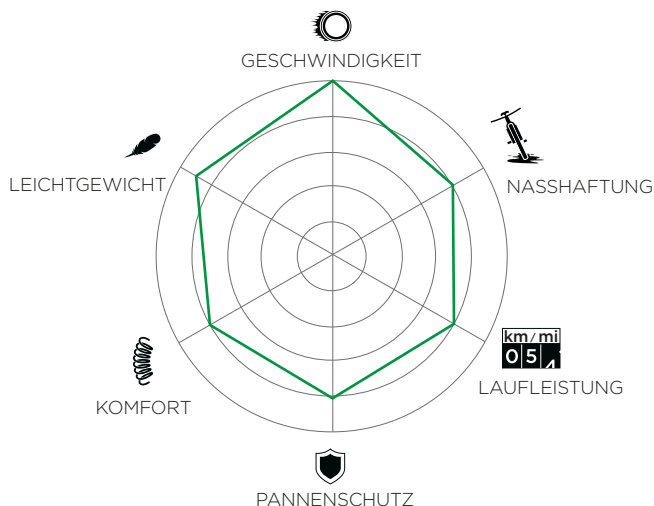 GESCHWINDIGKEIT
LEICHTGEWICHT
NASSHAFTUNG
km/mi
05
LAUFLEISTUNG
KOMFORT
PANNENSCHUTZ